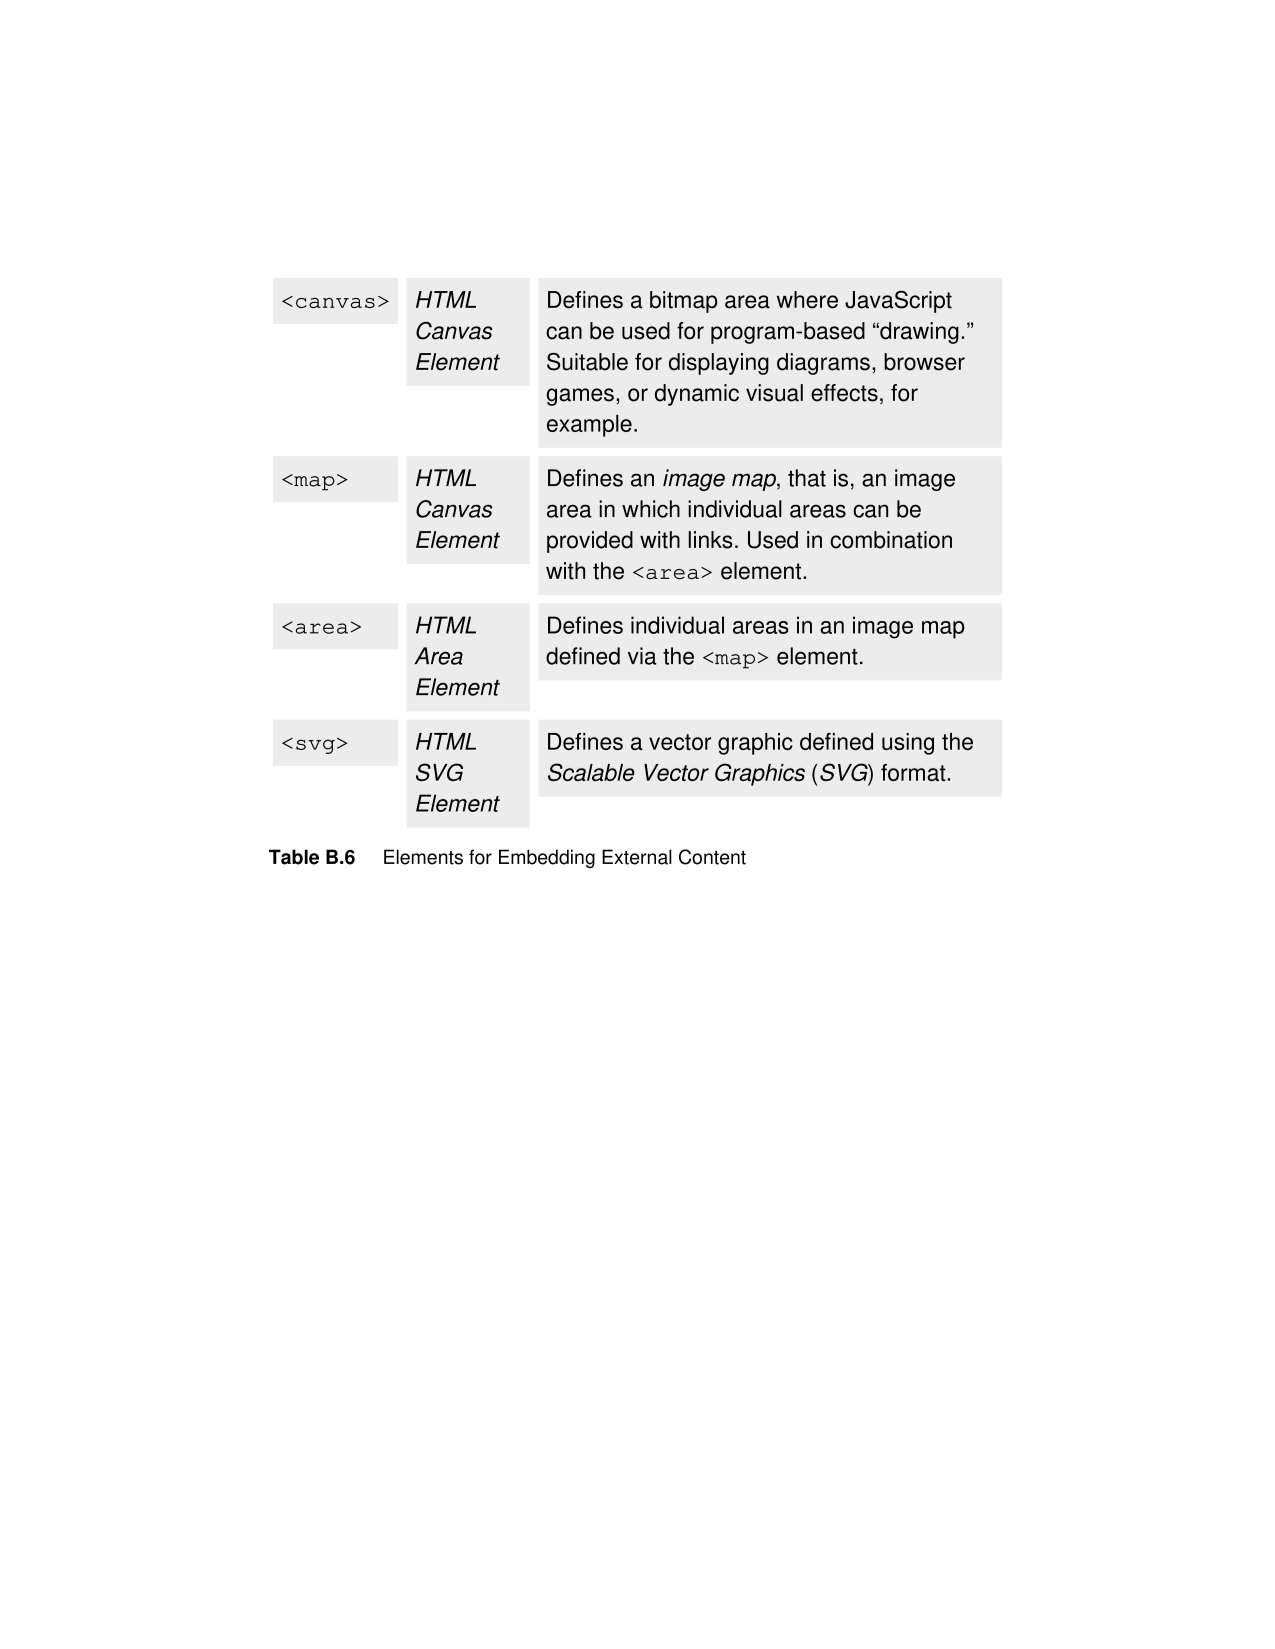 <canvas>
HTML
Canvas
Element
Defines a bitmap area where JavaScript
can be used for program-based “drawing.”
Suitable for displaying diagrams, browser
games, or dynamic visual effects, for
example.
<map>
HTML
Canvas
Element
Defines an image map, that is, an image
area in which individual areas can be
provided with links. Used in combination
with the <area> element.
<area>
HTML
Area
Element
Defines individual areas in an image map
defined via the <map> element.
<svg>
HTML
SVG
Element
Defines a vector graphic defined using the
Scalable Vector Graphics (SVG) format.
Table B.6 Elements for Embedding External Content